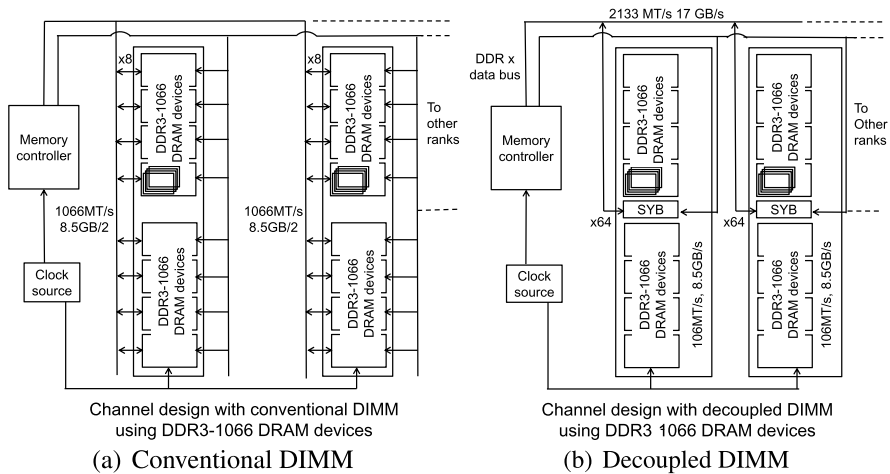 x8
DDR3-1066
DRAM devices
Memory
controller
1066MT/s
8.5GB/2
Clock
source
DDR3-1066
DRAM devices
x8
DDR3-1066
DRAM devices
1066MT/s
8.5GB/2
DDR3-1066
DRAM devices
To
other
ranks
Channel design with conventional DIMM
using DDR3-1066 DRAM devices
(a) Conventional DIMM
2133 MT/s 17 GB/s
DDR x
data bus
Memory
controller
Clock
source
DDR3-1066
DRAM devices
SYB
x64
DDR3-1066
DRAM devices
106MT/s, 8.5GB/s
DDR3-1066
DRAM devices
SYB
x64
DDR3-1066
DRAM devices
106MT/s, 8.5GB/s
To
Other
ranks
Channel design with decoupled DIMM
using DDR3 1066 DRAM devices
(b) Decoupled DIMM